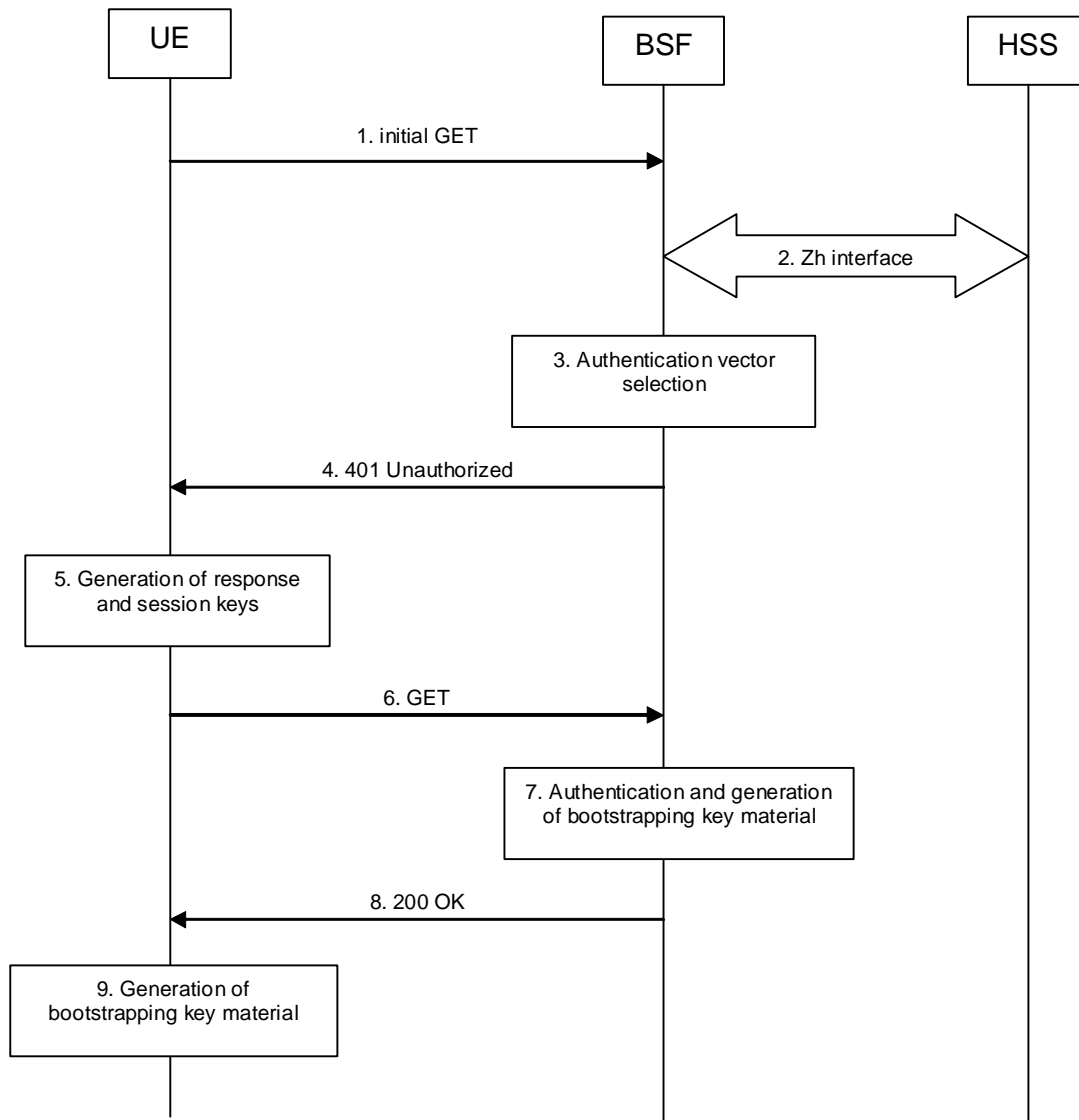 UE
BSF
HSS
1. initial GET
2. Zh interface
3. Authentication vector
selection
4. 401 Unauthorized
5. Generation of response
and session keys
6. GET
7. Authentication and generation
of bootstrapping key material
8. 200 OK
9. Generation of
bootstrapping key material